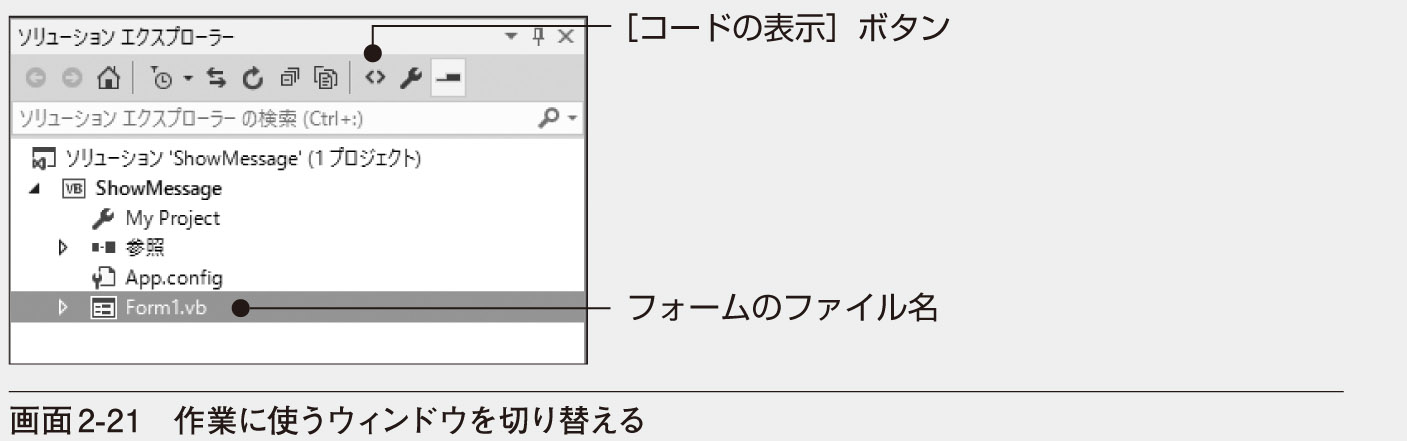 ソリューション エクスプローラー
［コードの表示］ボタン
ソリューション エクスプローラー の検索 (Ctrl+:)
ソリューション 'ShowMessage' (1 プロジェクト)
VB ShowMessage
My Project
参照
App.config
Form1.vb
フォームのファイル名
画面2-21　作業に使うウィンドウを切り替える